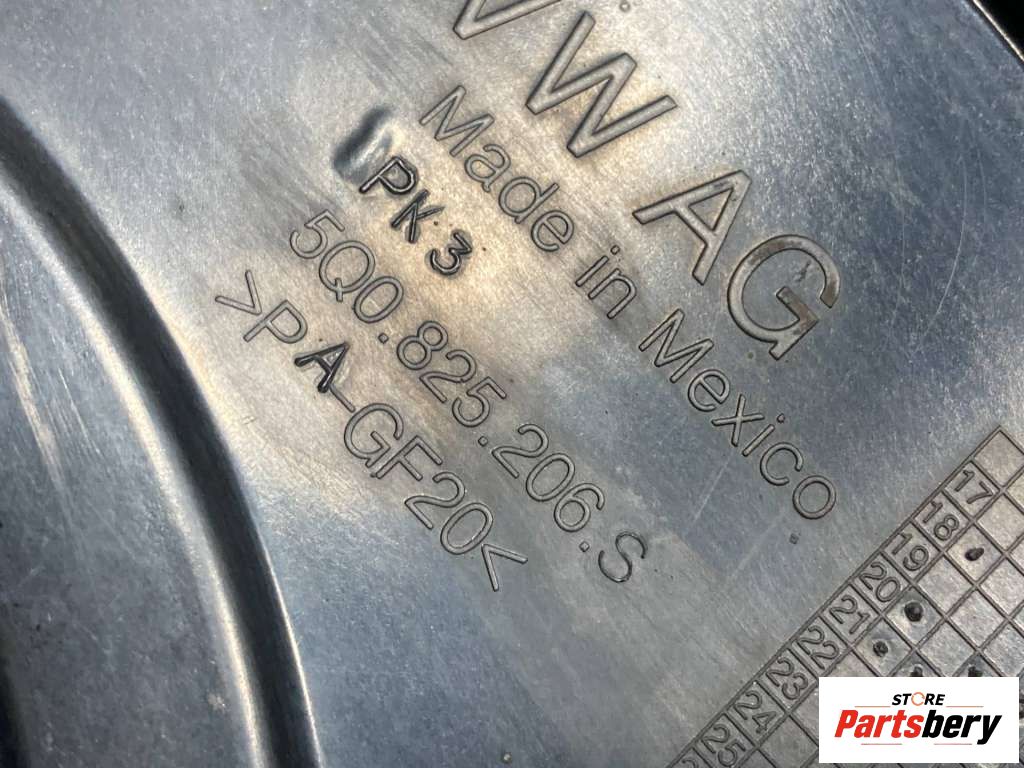 VW AG
Made in Mexico
PK 3
5Q0.825.206.S
>PA-GF20<
17
18
19
20
21
22
23
24
25
STORE
Partsbery